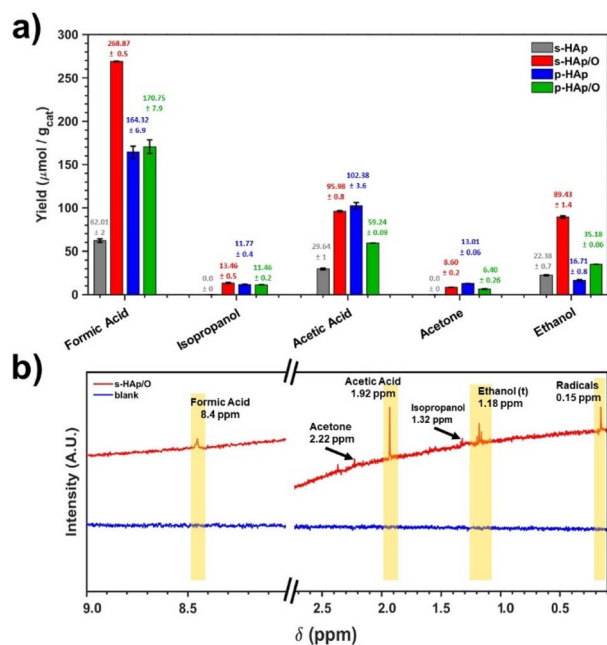 a)
300
250
200
150
100
50
0
Yield (μmol / gcat)
268.87
± 0.5
164.32
± 6.9
170.75
± 7.9
62.01
± 2
0.0
± 0
13.46
± 0.5
11.77
± 0.4
11.46
± 0.2
29.64
± 1
95.98
± 0.8
102.38
± 3.6
59.24
± 0.09
0.0
± 0
8.60
± 0.2
13.01
± 0.06
6.40
± 0.26
22.38
± 0.7
89.43
± 1.4
16.71
± 0.8
35.18
± 0.06
s-HAp
s-HAp/O
p-HAp
p-HAp/O
Formic Acid
Isopropanol
Acetic Acid
Acetone
Ethanol
b)
s-HAp/O
blank
Intensity (A.U.)
Formic Acid
8.4 ppm
Acetone
2.22 ppm
Acetic Acid
1.92 ppm
Isopropanol
1.32 ppm
Ethanol (t)
1.18 ppm
Radicals
0.15 ppm
9.0 8.5 2.5 2.0 1.5 1.0 0.5
δ (ppm)